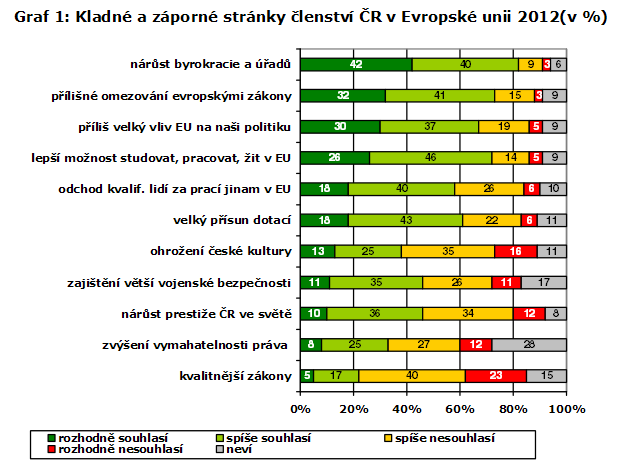 Graf 1: Kladné a záporné stránky členství ČR v Evropské unii 2012(v %)
nárůst byrokracie a úřadů 42 40 9 3 6
přílišné omezování evropskými zákony 32 41 15 3 9
příliš velký vliv EU na naši politiku 30 37 19 5 9
lepší možnost studovat, pracovat, žit v EU 26 46 14 5 9
odchod kvalif. lidí za prací jinam v EU 18 40 26 6 10
velký přísun dotací 18 43 22 6 11
ohrožení české kultury 13 25 35 16 11
zajištění větší vojenské bezpečnosti 11 35 26 11 17
nárůst prestiže ČR ve světě 10 36 34 12 8
zvýšení vymahatelnosti práva 8 25 27 12 28
kvalitnější zákony 5 17 40 23 15
0% 20% 40% 60% 80% 100%
rozhodně souhlasí spíše souhlasí spíše nesouhlasí
rozhodně nesouhlasí neví